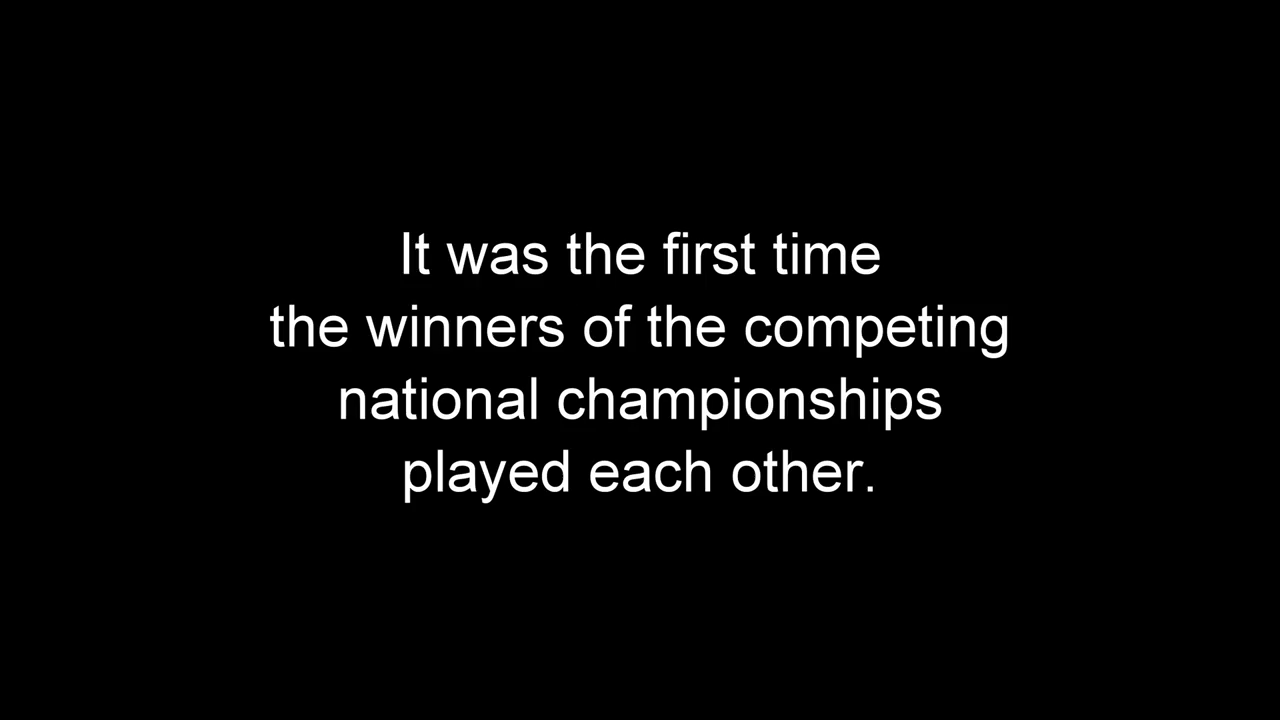 It was the first time
the winners of the competing
national championships
played each other.